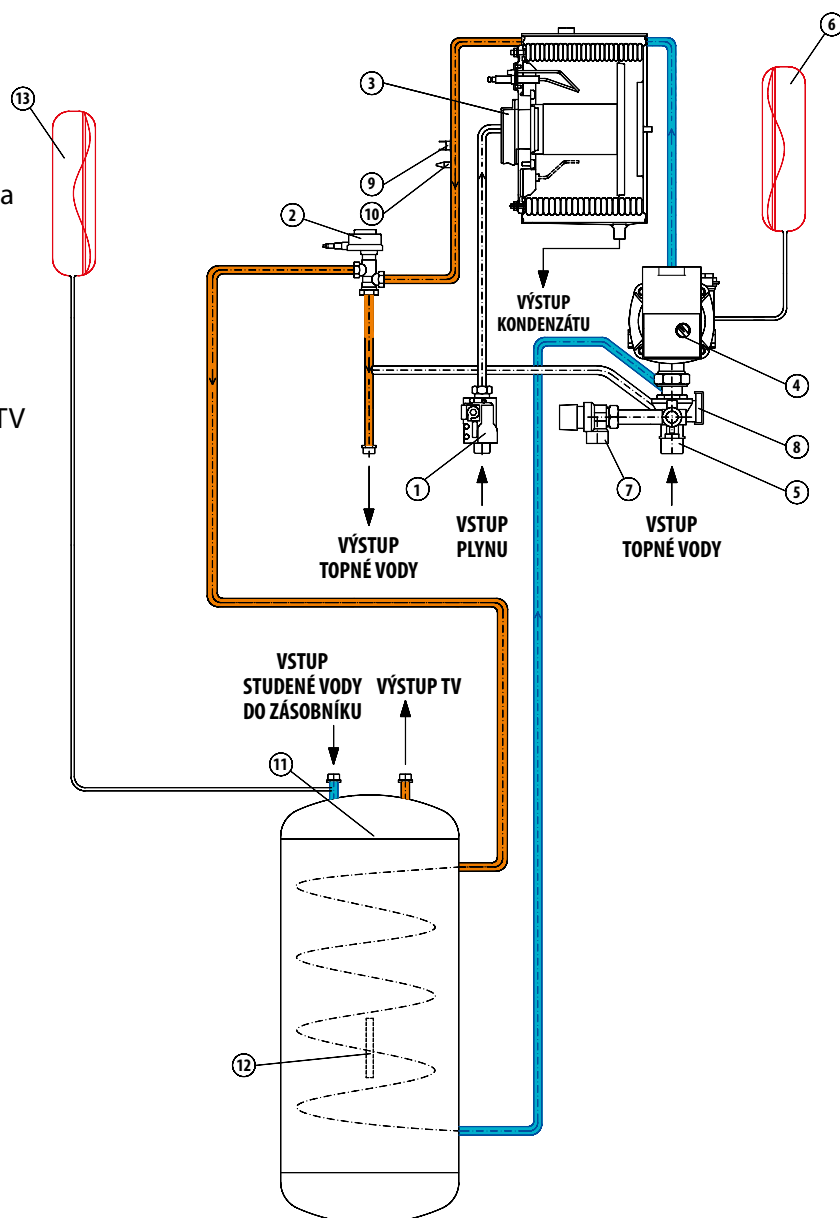 6
13
3
9
a
10
2
VÝSTUP
KONDENZÁTU
4
TV
8
1
7
5
VÝSTUP
TOPNÉ VODY
VSTUP
PLYNU
VSTUP
TOPNÉ VODY
VSTUP
STUDENÉ VODY
DO ZÁSOBNÍKU
VÝSTUP TV
11
12